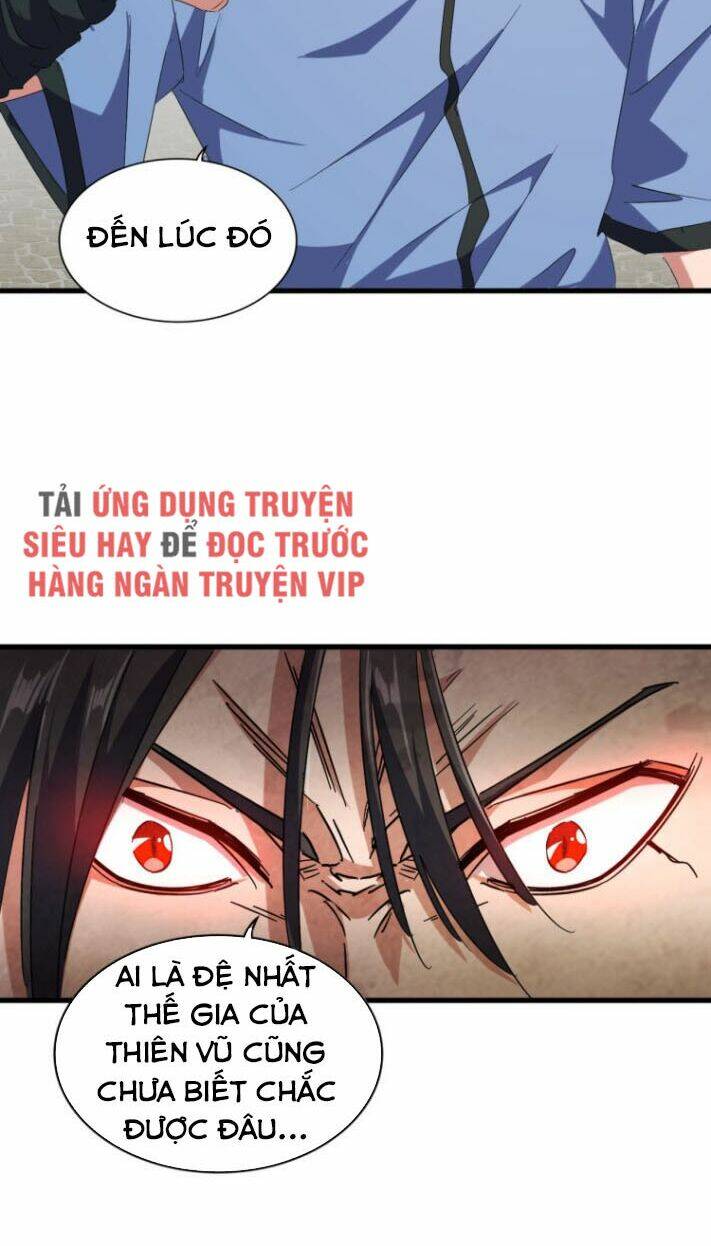 ĐẾN LÚC ĐÓ
TẢI ỨNG DỤNG TRUYỆN
SIÊU HAY ĐỂ ĐỌC TRƯỚC
HÀNG NGÀN TRUYỆN VIP
AI LÀ ĐỆ NHẤT
THẾ GIA CỦA
THIÊN VŨ CŨNG
CHƯA BIẾT CHẮC
ĐƯỢC ĐÂU...